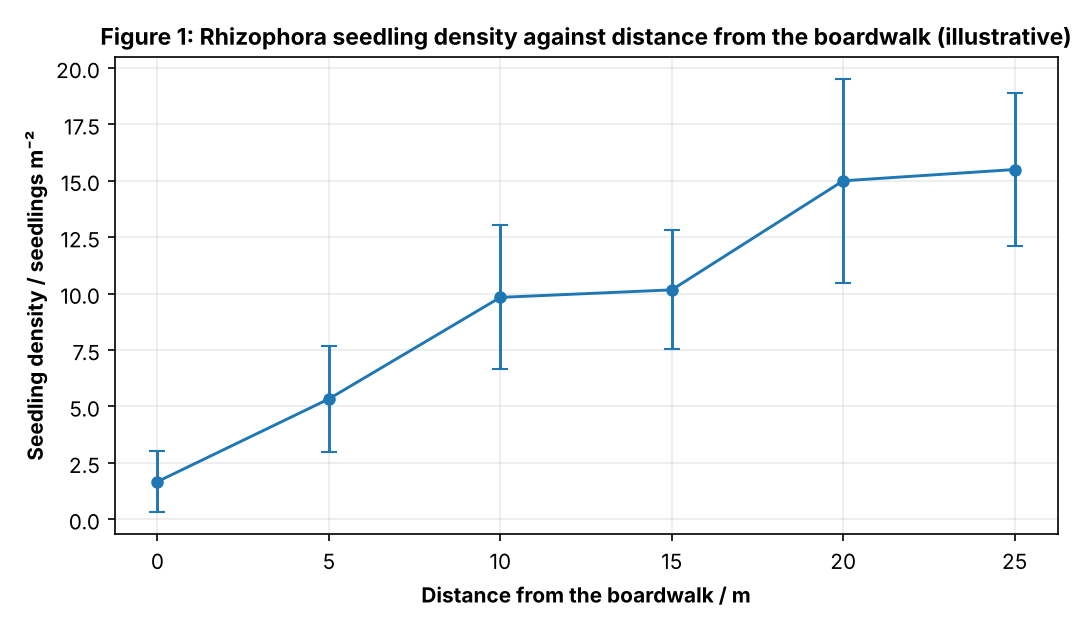 Figure 1: Rhizophora seedling density against distance from the boardwalk (illustrative)
Seedling density / seedlings m⁻²
20.0
17.5
15.0
12.5
10.0
7.5
5.0
2.5
0.0
0 5 10 15 20 25
Distance from the boardwalk / m